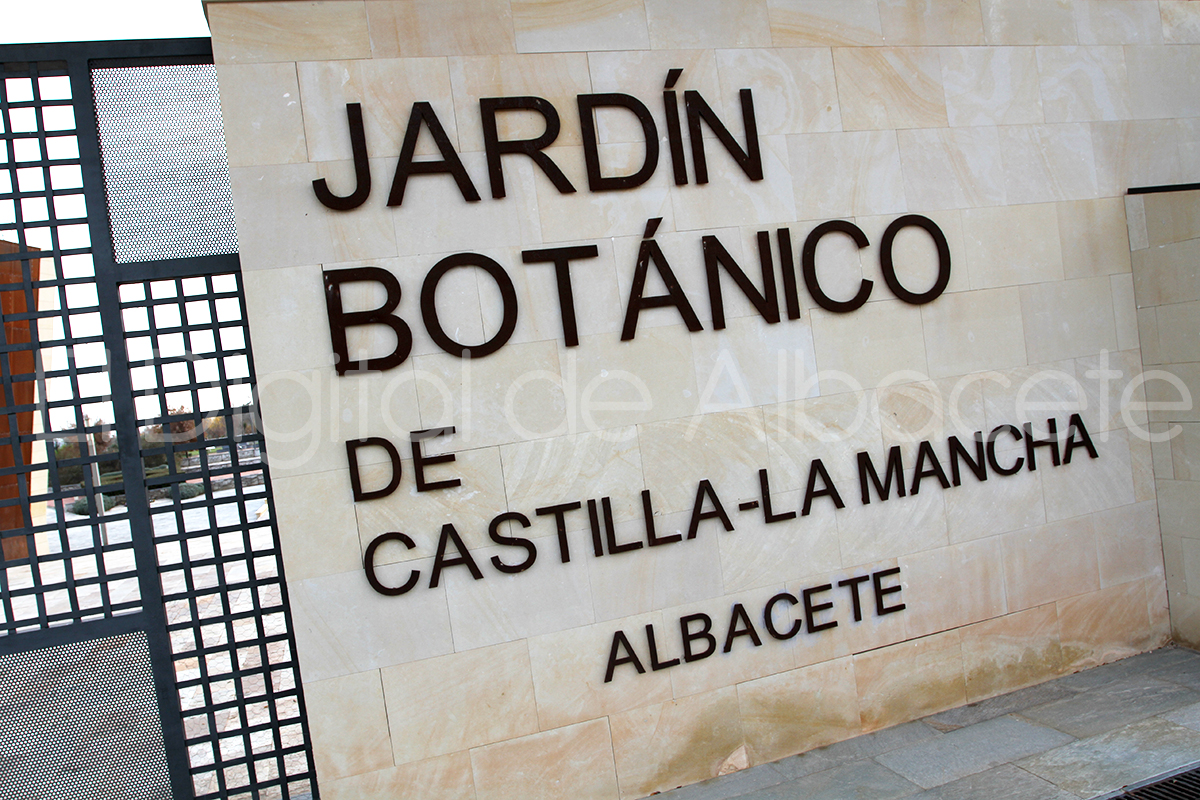 JARDÍN
BOTÁNICO
DE
CASTILLA-LA MANCHA
ALBACETE
El Digital de Albacete